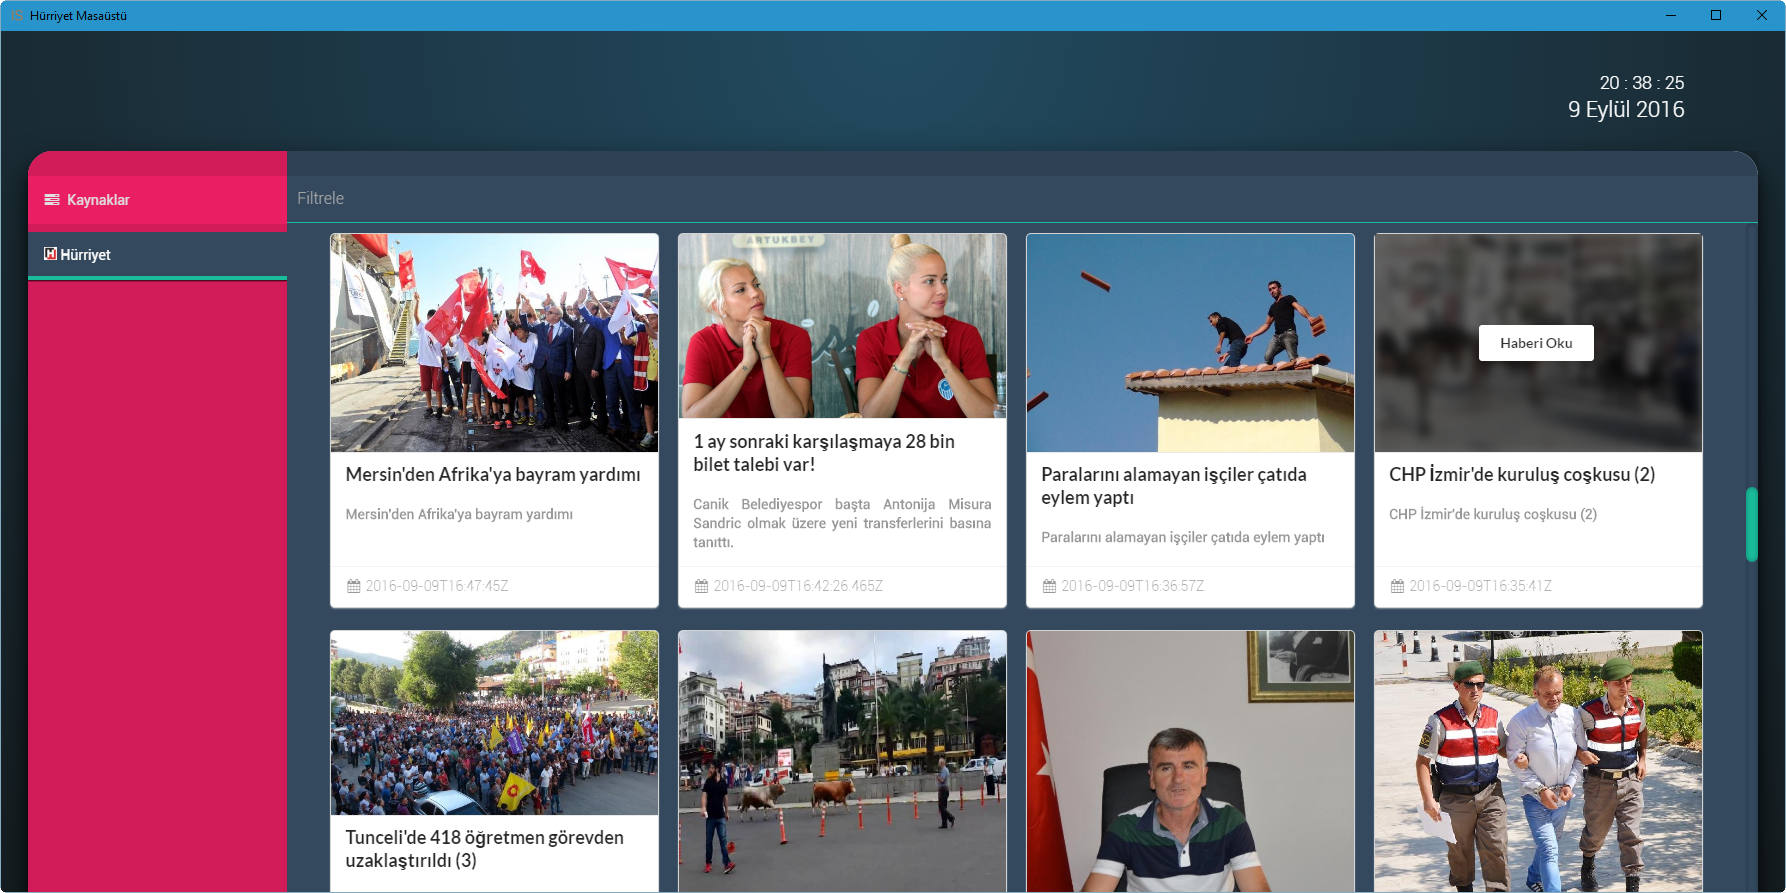 Hürriyet Masaüstü
20 : 38 : 25
9 Eylül 2016
Kaynaklar
Hürriyet
Filtrele
ARTUKBEY
Mersin'den Afrika'ya bayram yardımı
Mersin'den Afrika'ya bayram yardımı
2016-09-09T16:47:45Z
1 ay sonraki karşılaşmaya 28 bin
bilet talebi var!
Canik Belediyespor başta Antonija Misura
Sandric olmak üzere yeni transferlerini basına
tanıttı.
2016-09-09T16:42:26.465Z
Paralarını alamayan işçiler çatıda
eylem yaptı
Paralarını alamayan işçiler çatıda eylem yaptı
2016-09-09T16:36:57Z
Haberi Oku
CHP İzmir'de kuruluş coşkusu (2)
CHP İzmir'de kuruluş coşkusu (2)
2016-09-09T16:35:41Z
Tunceli'de 418 öğretmen görevden
uzaklaştırıldı (3)